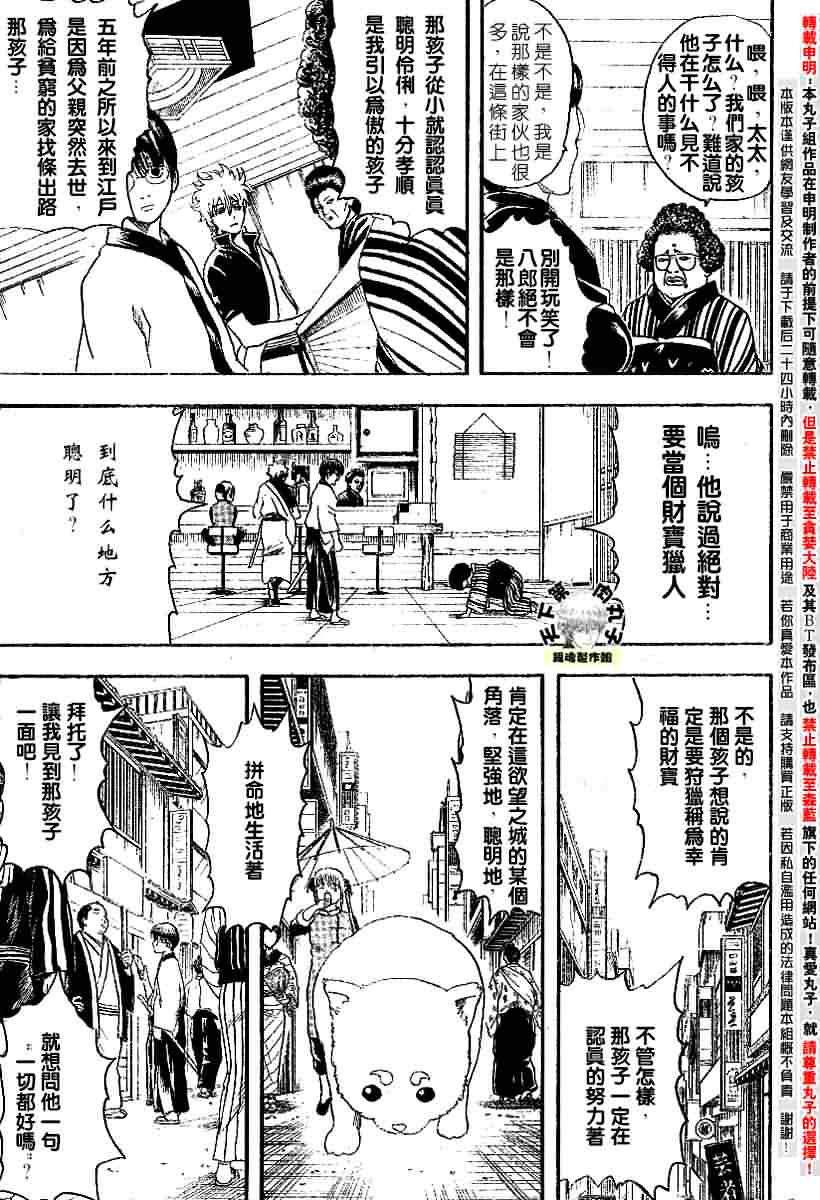 喂，喂，太太，
什么？我們家的孩
子怎么了？難道說
他在干什么見不
得人的事嗎？
不是不是，我是
說那樣的家伙也很
多，在這條街上
別開玩笑了！
八郎絕不會
是那樣！
那孩子從小就認認眞眞
聰明伶俐，十分孝順
是我引以爲傲的孩子
五年前之所以來到江戶
是因爲父親突然去世，
爲給貧窮的家找條出路
那孩子…
嗚…他說過絕對…
要當個財寶獵人
到底什么地方
聰明了？
天下第一四丸子
銀魂製作組
不是的，
那個孩子想說的肯
定是要狩獵稱爲幸
福的財寶
不管怎樣，
那孩子一定在
認眞的努力著
肯定在這欲望之城的某個
角落，堅強地，聰明地，
拼命地生活著
拜托了！
讓我見到那孩子
一面吧！
就想問他一句
"一切都好嗎"？
轉載申明：本丸子組作品在申明制作者的前提下可隨意轉載．但是禁止轉載至貪婪大陸及其BT發布區，也禁止轉載至淼藍旗下的任何網站！真愛丸子．就請尊重丸子的選擇！
本版本僅供網友學習及交流　請于下載后二十四小時內刪除　嚴禁用于商業用途　若你真愛本作品　請支持購買正版　若因私自濫用造成的法律問題本組概不負責　謝謝！